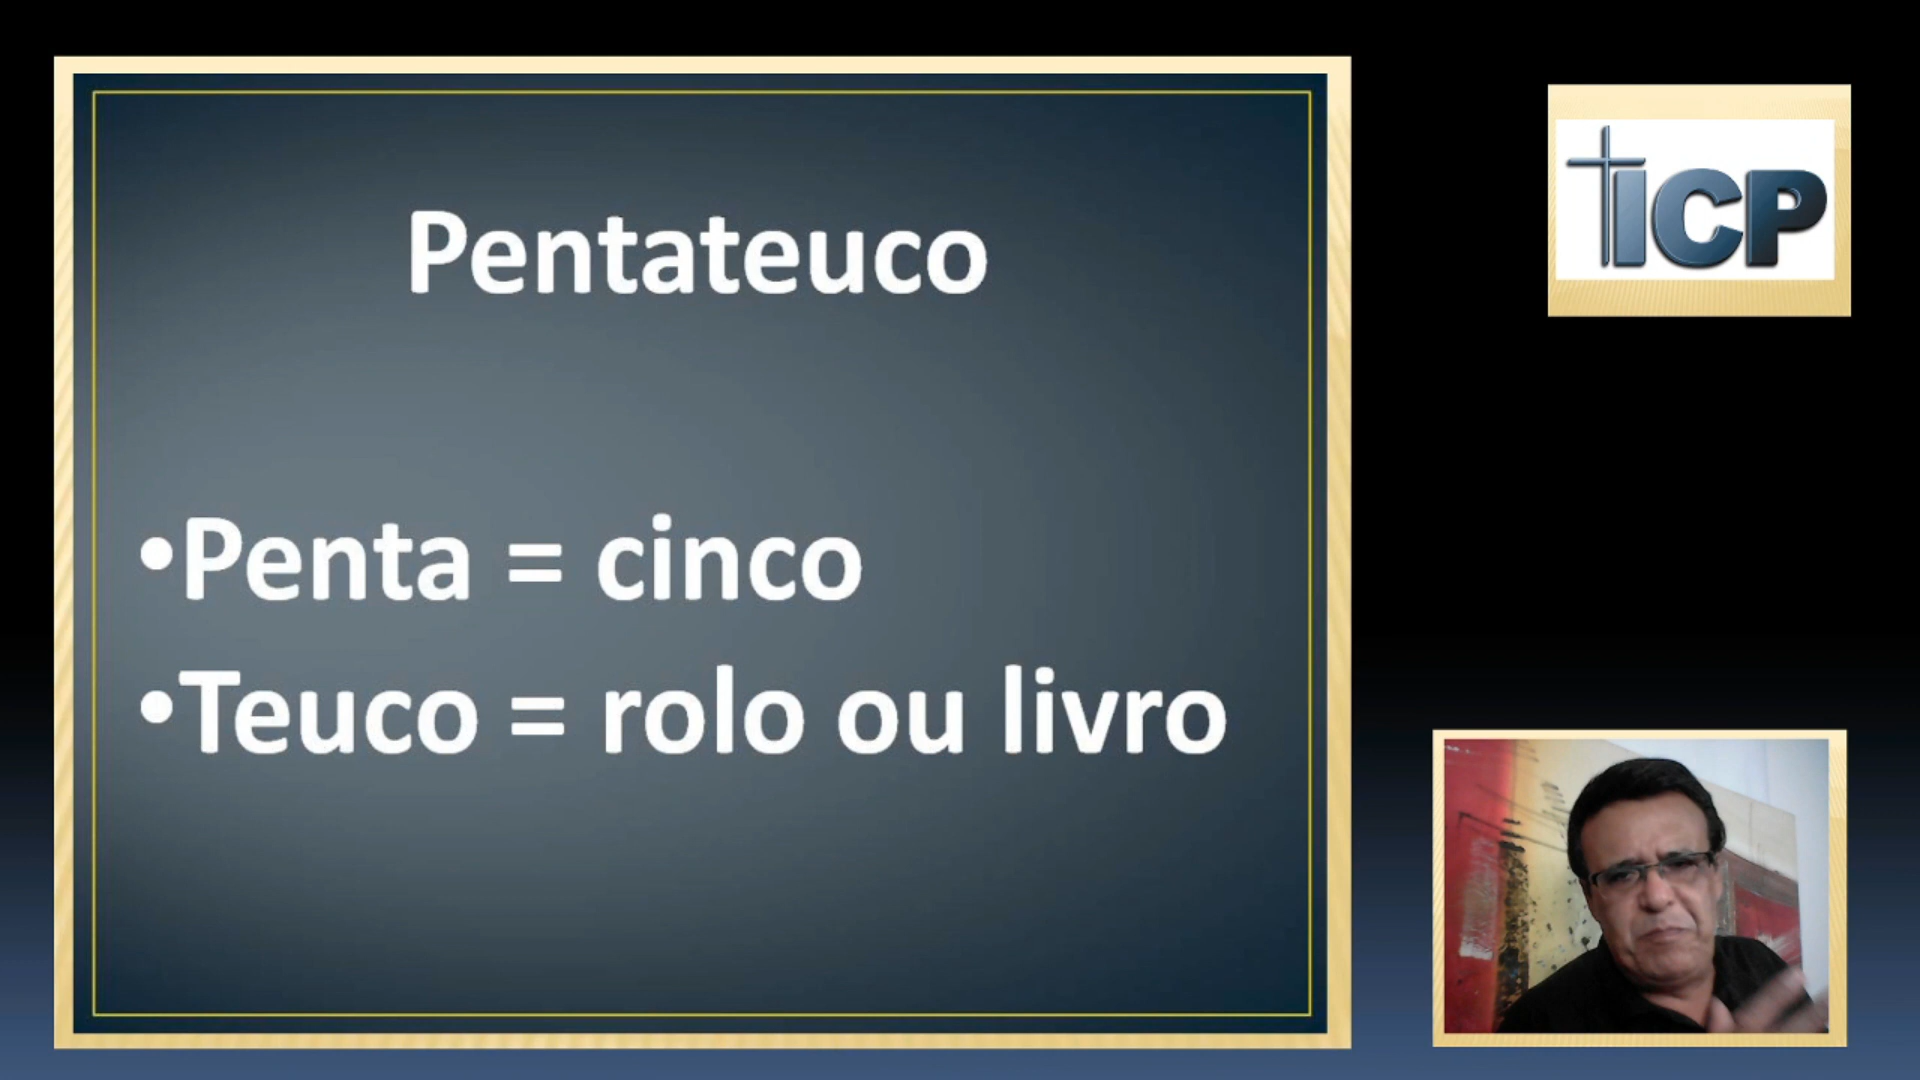 Pentateuco
•Penta = cinco
•Teuco = rolo ou livro
iCP